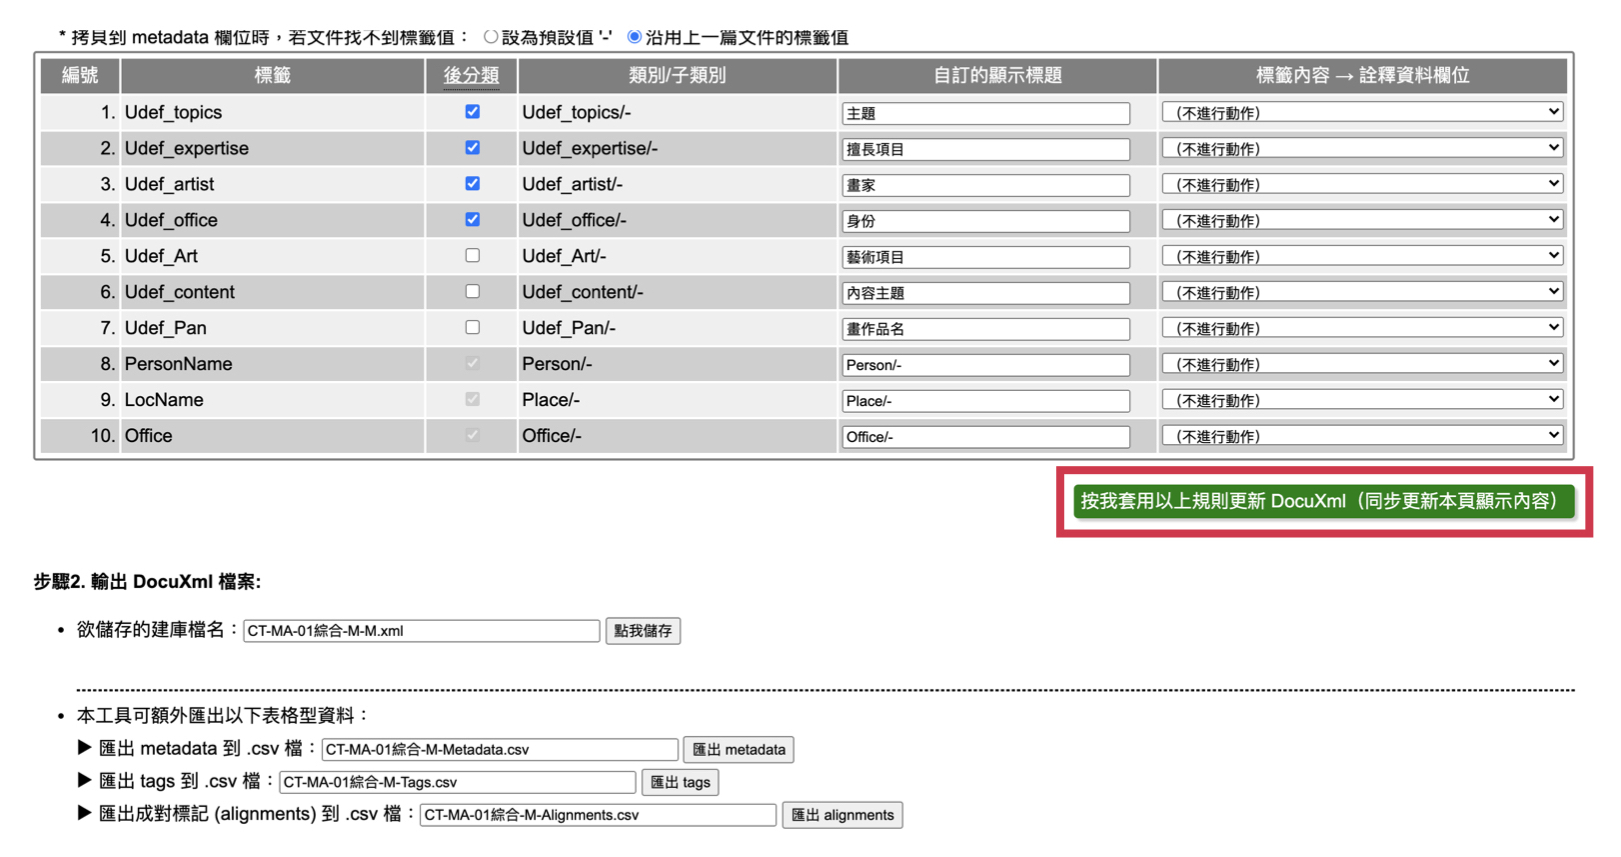 * 拷貝到 metadata 欄位時，若文件找不到標籤值： 設為預設值 '-' 沿用上一篇文件的標籤值
編號 標籤 後分類 類別/子類別 自訂的顯示標題 標籤內容 → 詮釋資料欄位
1. Udef_topics Udef_topics/- 主題 (不進行動作)
2. Udef_expertise Udef_expertise/- 擅長項目 (不進行動作)
3. Udef_artist Udef_artist/- 畫家 (不進行動作)
4. Udef_office Udef_office/- 身份 (不進行動作)
5. Udef_Art Udef_Art/- 藝術項目 (不進行動作)
6. Udef_content Udef_content/- 內容主題 (不進行動作)
7. Udef_Pan Udef_Pan/- 畫作品名 (不進行動作)
8. PersonName Person/- Person/- (不進行動作)
9. LocName Place/- Place/- (不進行動作)
10. Office Office/- Office/- (不進行動作)
按我套用以上規則更新 DocuXml（同步更新本頁顯示內容）
步驟2. 輸出 DocuXml 檔案:
• 欲儲存的建庫檔名：CT-MA-01綜合-M-M.xml 點我儲存
• 本工具可額外匯出以下表格型資料：
▶ 匯出 metadata 到 .csv 檔：CT-MA-01綜合-M-Metadata.csv 匯出 metadata
▶ 匯出 tags 到 .csv 檔：CT-MA-01綜合-M-Tags.csv 匯出 tags
▶ 匯出成對標記 (alignments) 到 .csv 檔：CT-MA-01綜合-M-Alignments.csv 匯出 alignments